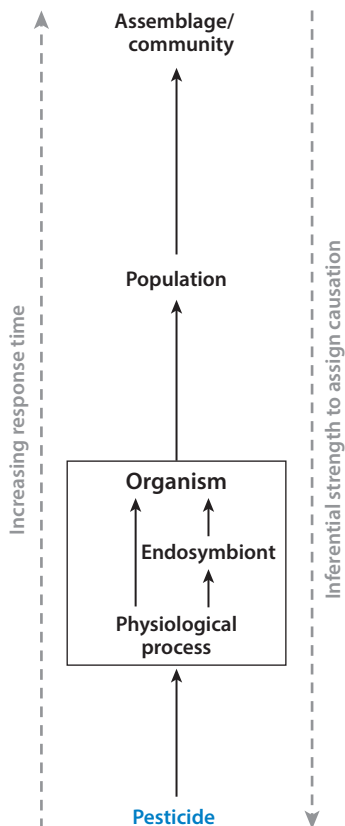 Assemblage/
community
Population
Increasing response time
Inferential strength to assign causation
Organism
Endosymbiont
Physiological
process
Pesticide